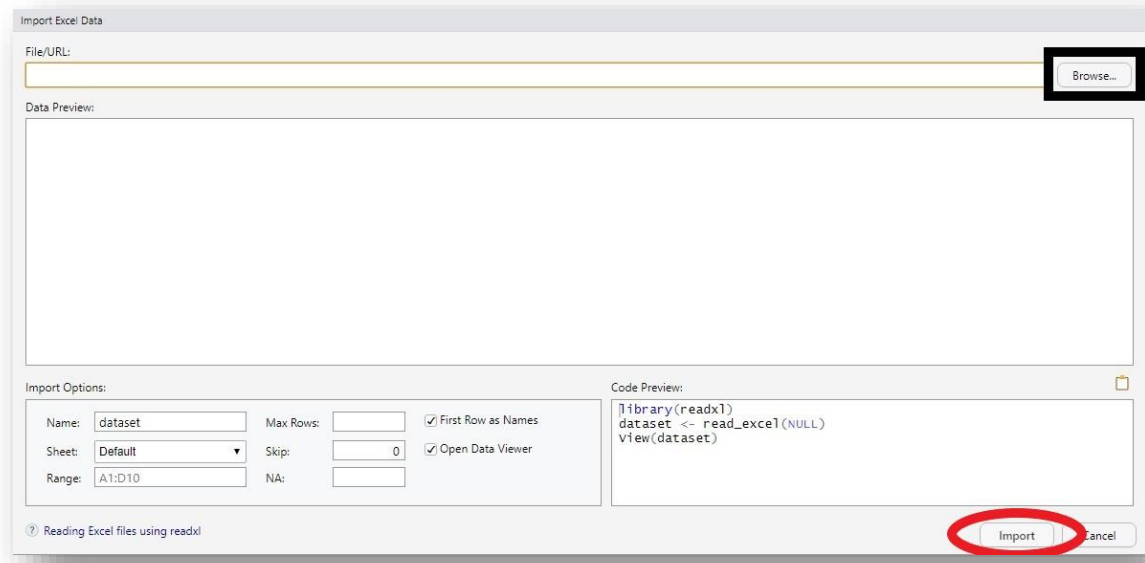 Import Excel Data
File/URL:
Browse...
Data Preview:
Import Options:
Name: dataset Max Rows: First Row as Names
Sheet: Default Skip: 0 Open Data Viewer
Range: A1:D10 NA:
Code Preview:
library(readxl)
dataset <- read_excel(NULL)
View(dataset)
? Reading Excel files using readxl
Import Cancel